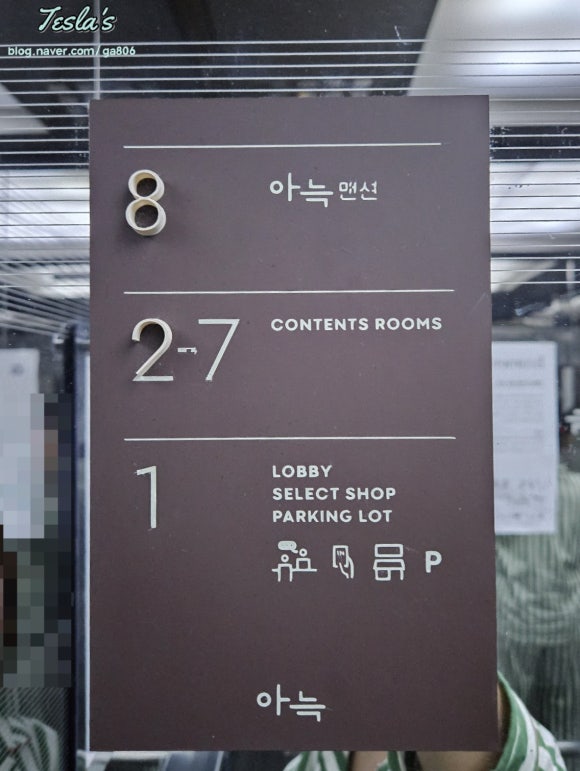 Tesla's
blog.naver.com/ga806
8
아늑 맨션
2-7
CONTENTS ROOMS
1
LOBBY
SELECT SHOP
PARKING LOT
IN
P
아늑